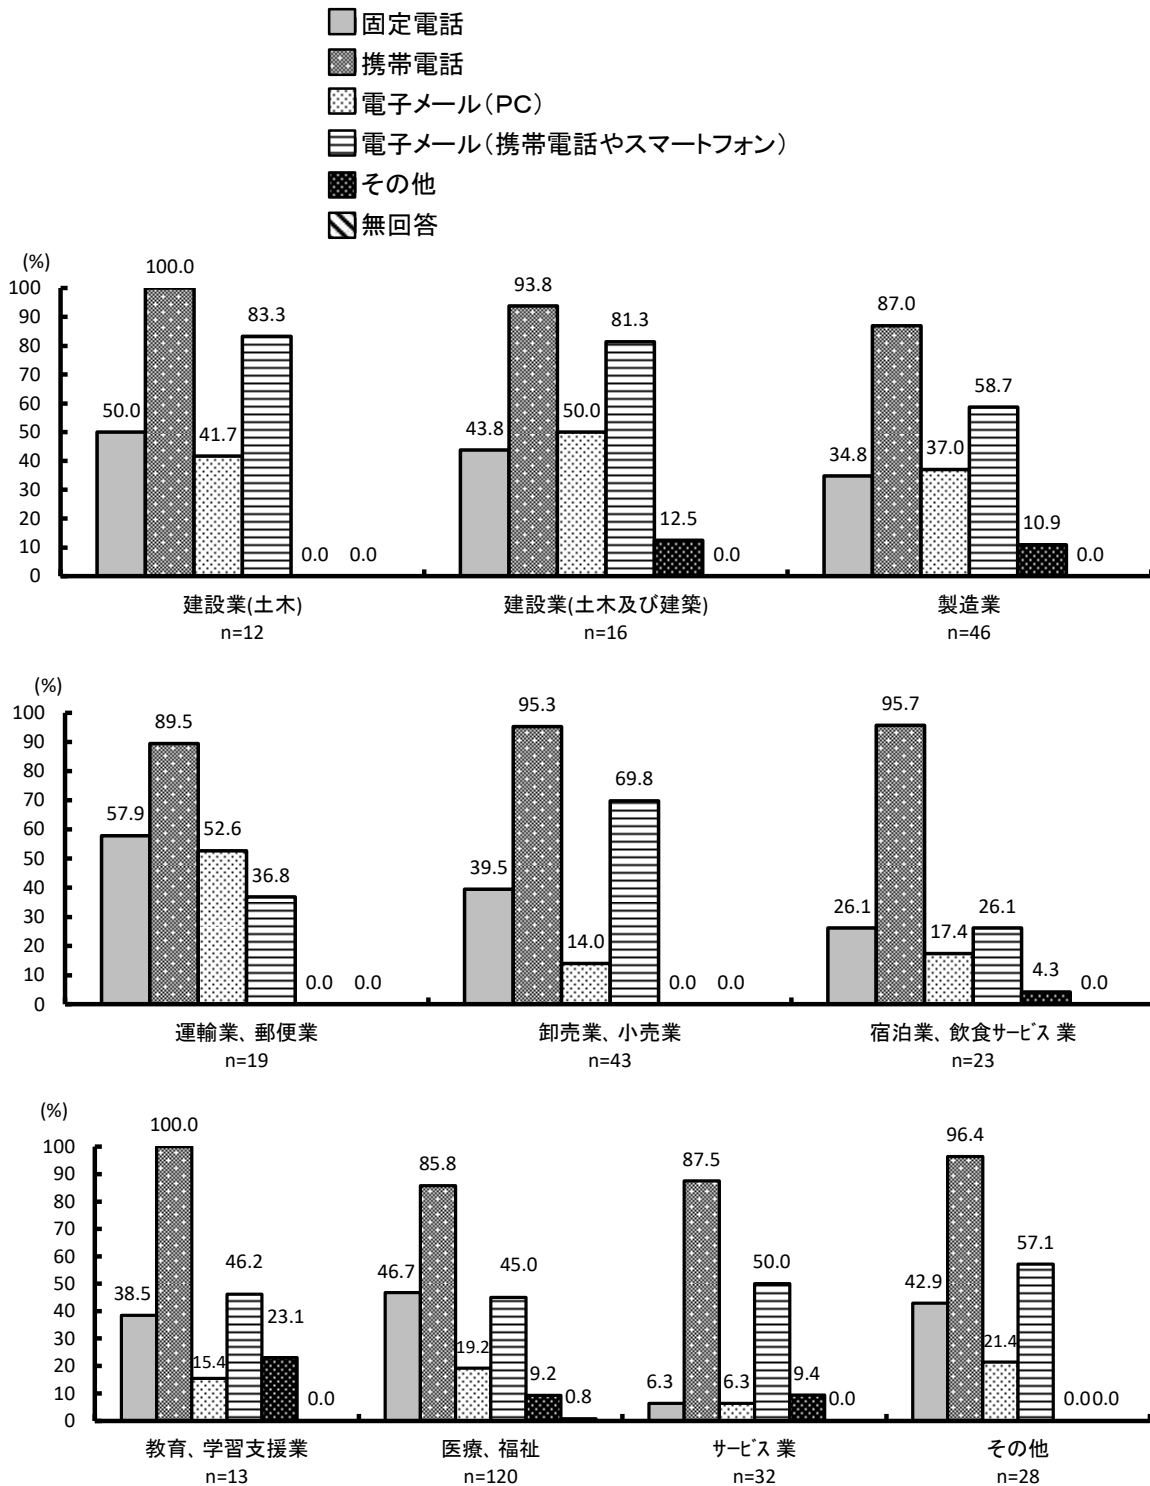 固定電話
携帯電話
電子メール(PC)
電子メール(携帯電話やスマートフォン)
その他
無回答
(%)
100
90
80
70
60
50
40
30
20
10
0
50.0 100.0 41.7 83.3 0.0 0.0
43.8 93.8 50.0 81.3 12.5 0.0
34.8 87.0 37.0 58.7 10.9 0.0
建設業(土木) 建設業(土木及び建築) 製造業
n=12 n=16 n=46
(%)
100
90
80
70
60
50
40
30
20
10
0
57.9 89.5 52.6 36.8 0.0 0.0
39.5 95.3 14.0 69.8 0.0 0.0
26.1 95.7 17.4 26.1 4.3 0.0
運輸業、郵便業 卸売業、小売業 宿泊業、飲食サービス業
n=19 n=43 n=23
(%)
100
90
80
70
60
50
40
30
20
10
0
38.5 100.0 15.4 46.2 23.1 0.0
46.7 85.8 19.2 45.0 9.2 0.8
6.3 87.5 6.3 50.0 9.4 0.0
42.9 96.4 21.4 57.1 0.0 0.0
教育、学習支援業 医療、福祉 サービス業 その他
n=13 n=120 n=32 n=28